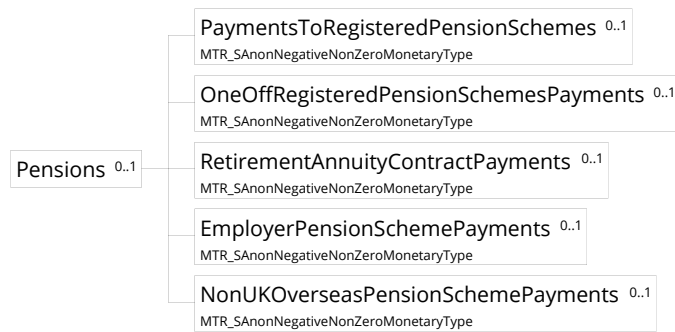 PaymentsToRegisteredPensionSchemes 0..1
MTR_SAnonNegativeNonZeroMonetaryType
OneOffRegisteredPensionSchemesPayments 0..1
MTR_SAnonNegativeNonZeroMonetaryType
Pensions 0..1
RetirementAnnuityContractPayments 0..1
MTR_SAnonNegativeNonZeroMonetaryType
EmployerPensionSchemePayments 0..1
MTR_SAnonNegativeNonZeroMonetaryType
NonUKOverseasPensionSchemePayments 0..1
MTR_SAnonNegativeNonZeroMonetaryType